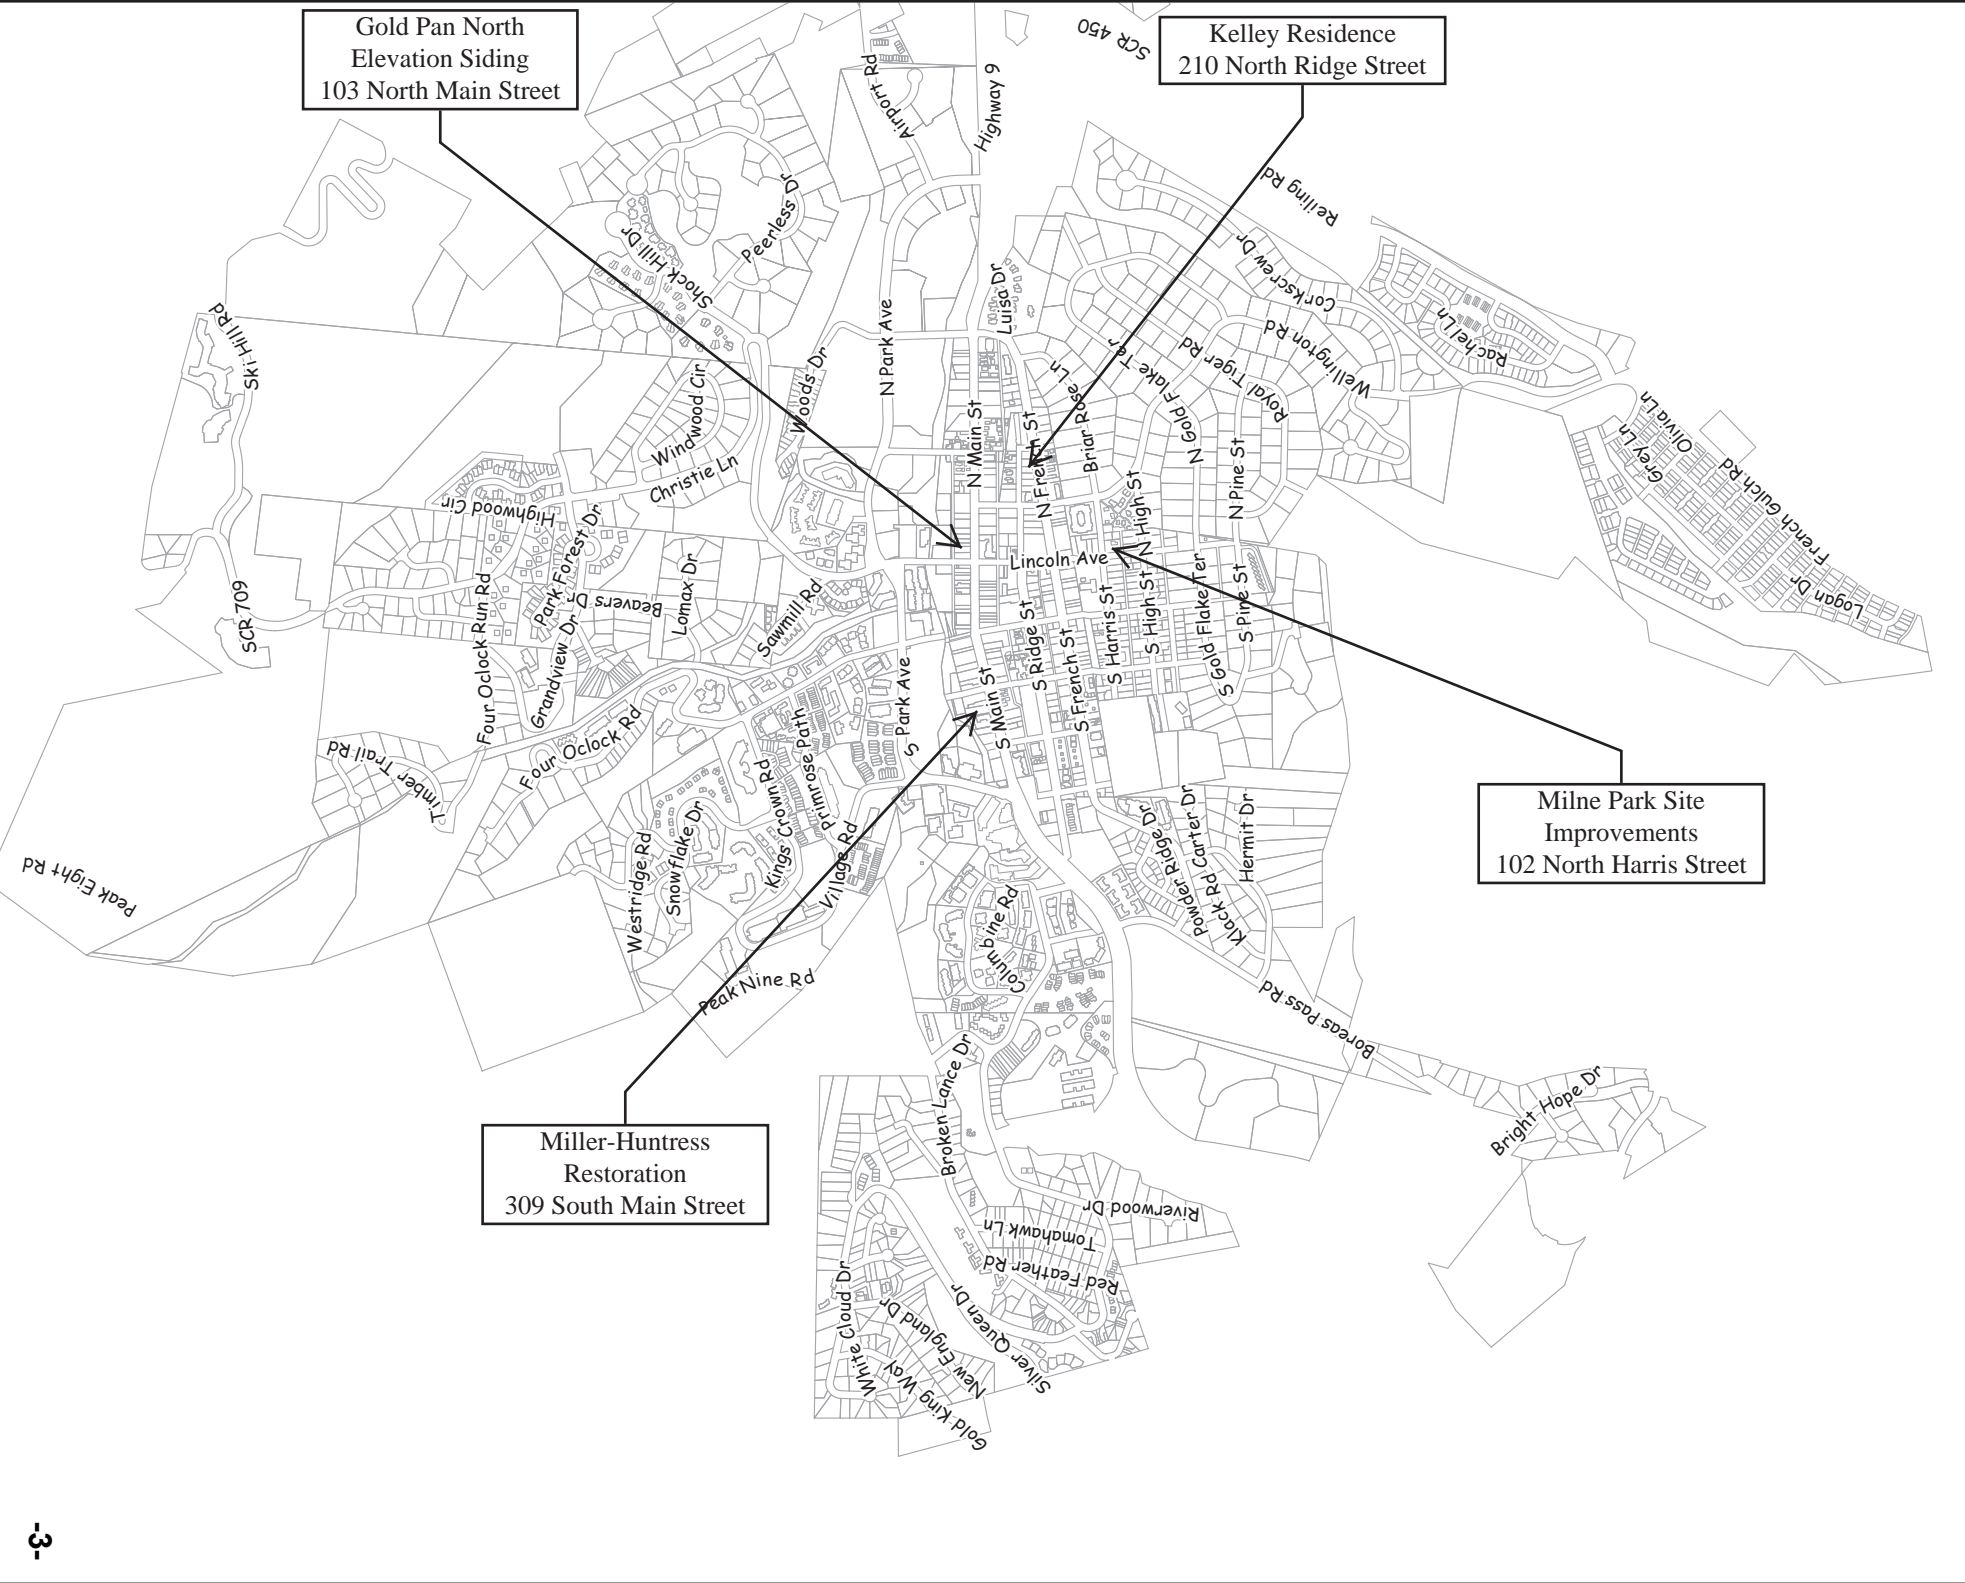 Gold Pan North
Elevation Siding
103 North Main Street
Kelley Residence
210 North Ridge Street
SCR 450
Airport Rd
Highway 9
Reiling Rd
Peerless Dr
Shock Hill Dr
Corkscrew Dr
Luisa Dr
N Park Ave
Ski Hill Rd
Wellington Rd
Rachel Ln
Royal Tiger Rd
N Gold Flake Ter
Briar Rose Ln
Woods Dr
Windwood Cir
Christie Ln
N Main St
N French St
N High St
N Pine St
Grey Ln
Olivia Ln
French Gulch Rd
Logan Dr
Highwood Cir
Park Forest Dr
Lincoln Ave
Beavers Dr
Lomax Dr
Sawmill Rd
SCR 709
Four Oclock Run Rd
Grandview Dr
Four Oclock Rd
Timber Trail Rd
S Park Ave
S Main St
S Ridge St
S French St
S Harris St
S High St
S Gold Flake Ter
S Pine St
Peak Eight Rd
Westridge Rd
Snowflake Dr
Kings Crown Rd
Primrose Path
Village Rd
Peak Nine Rd
Columbine Rd
Powder Ridge Dr
Klack Rd
Carter Dr
Hermit Dr
Milne Park Site
Improvements
102 North Harris Street
Boreas Pass Rd
Bright Hope Dr
Broken Lance Dr
Miller-Huntress
Restoration
309 South Main Street
Riverwood Dr
Tomahawk Ln
Red Feather Rd
White Cloud Dr
New England Dr
Silver Queen Dr
Gold King Way
-3-